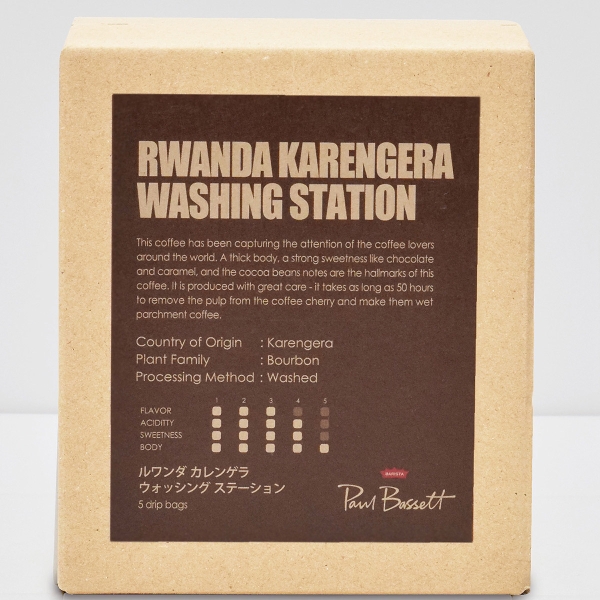 RWANDA KARENGERA
WASHING STATION
This coffee has been capturing the attention of the coffee lovers
around the world. A thick body, a strong sweetness like chocolate
and caramel, and the cocoa beans notes are the hallmarks of this
coffee. It is produced with great care - it takes as long as 50 hours
to remove the pulp from the coffee cherry and make them wet
parchment coffee.
Country of Origin : Karengera
Plant Family : Bourbon
Processing Method : Washed
1 2 3 4 5
FLAVOR
ACIDITTY
SWEETNESS
BODY
ルワンダ カレンゲラ
ウォッシング ステーション
5 drip bags
BARISTA
Paul Bassett